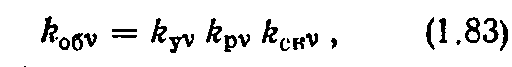 k_обν = k_уν k_рν k_скν , (1.83)